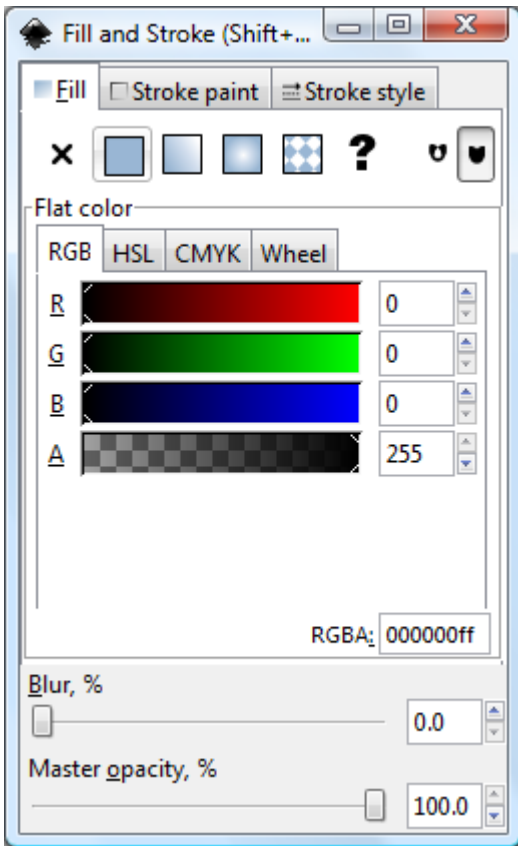 Fill and Stroke (Shift+...
Fill Stroke paint Stroke style
?
Flat color
RGB HSL CMYK Wheel
R 0
G 0
B 0
A 255
RGBA: 000000ff
Blur, %
0.0
Master opacity, %
100.0